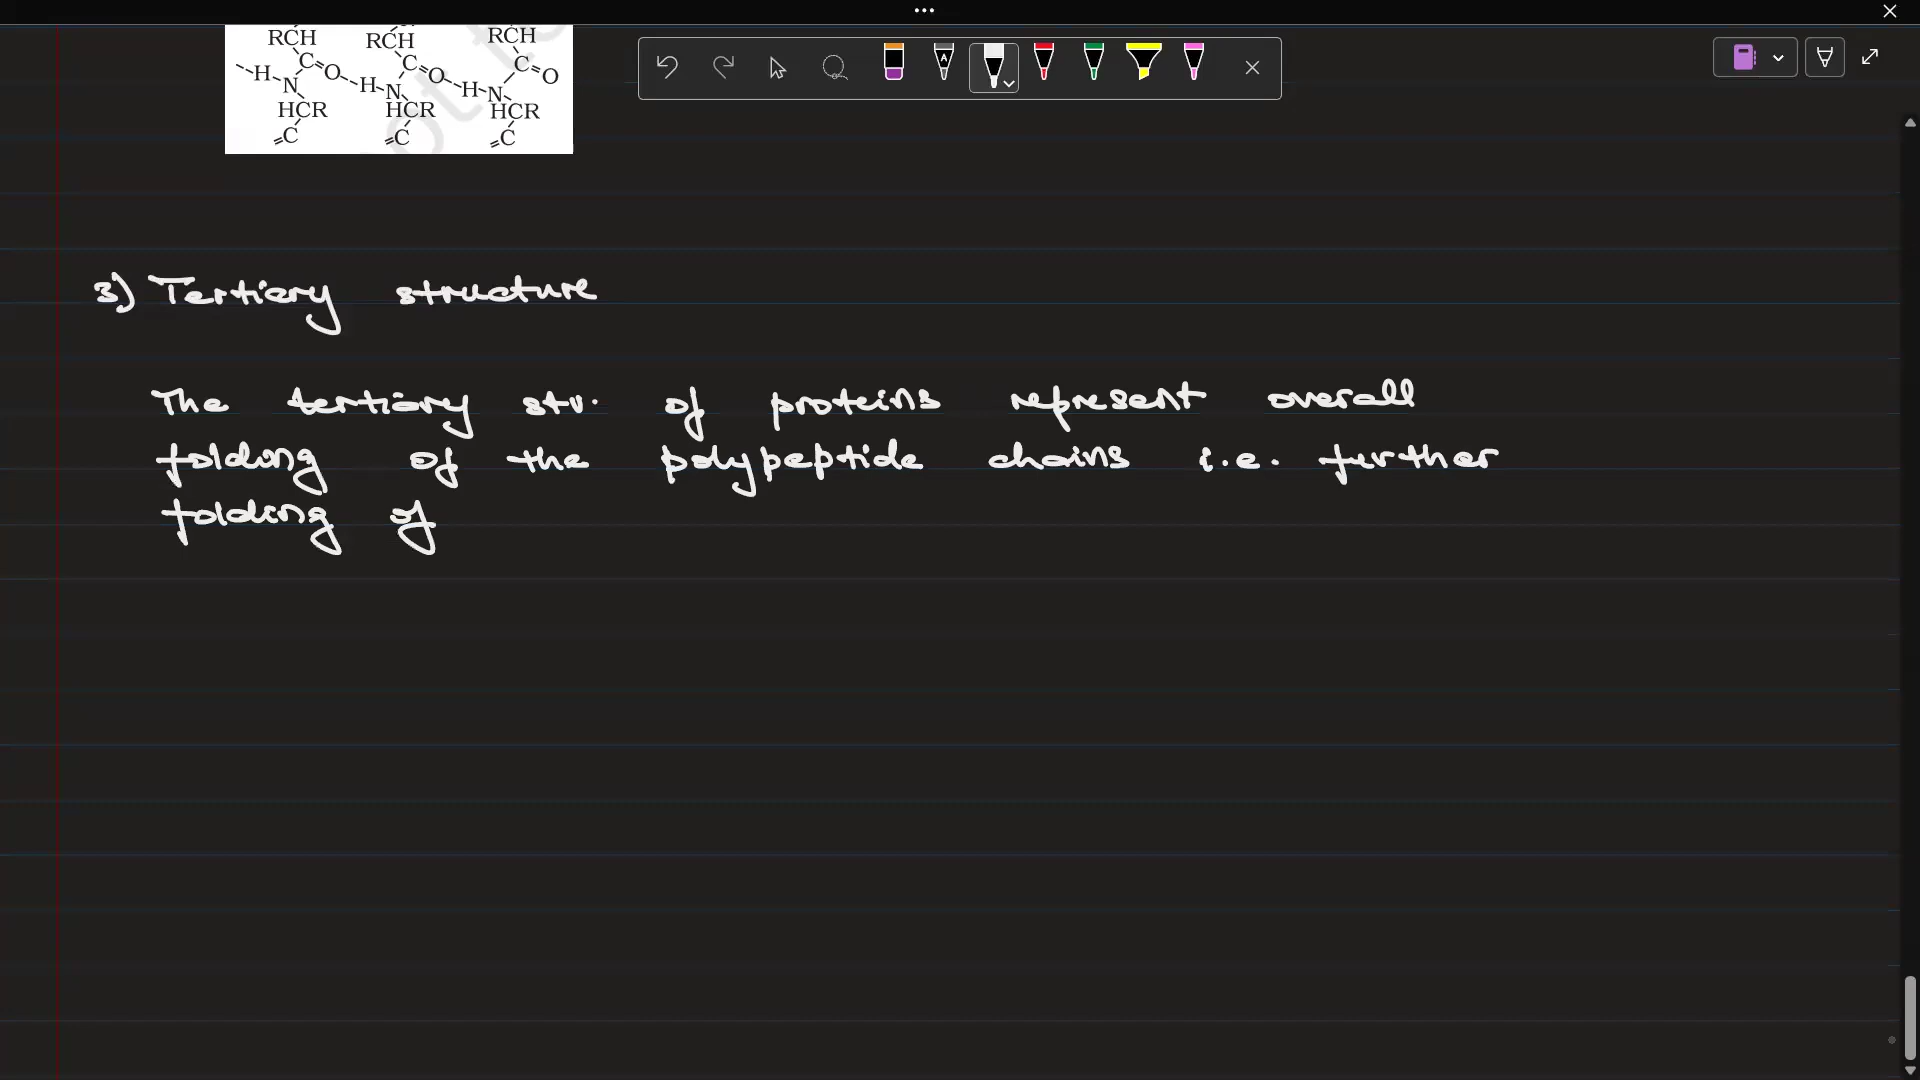 RCH RCH RCH
C=O C=O C=O
H-N H-N H-N
HCR HCR HCR
=C =C =C
3) Tertiary structure
The tertiary str. of proteins represent overall
folding of the polypeptide chains i.e. further
folding of